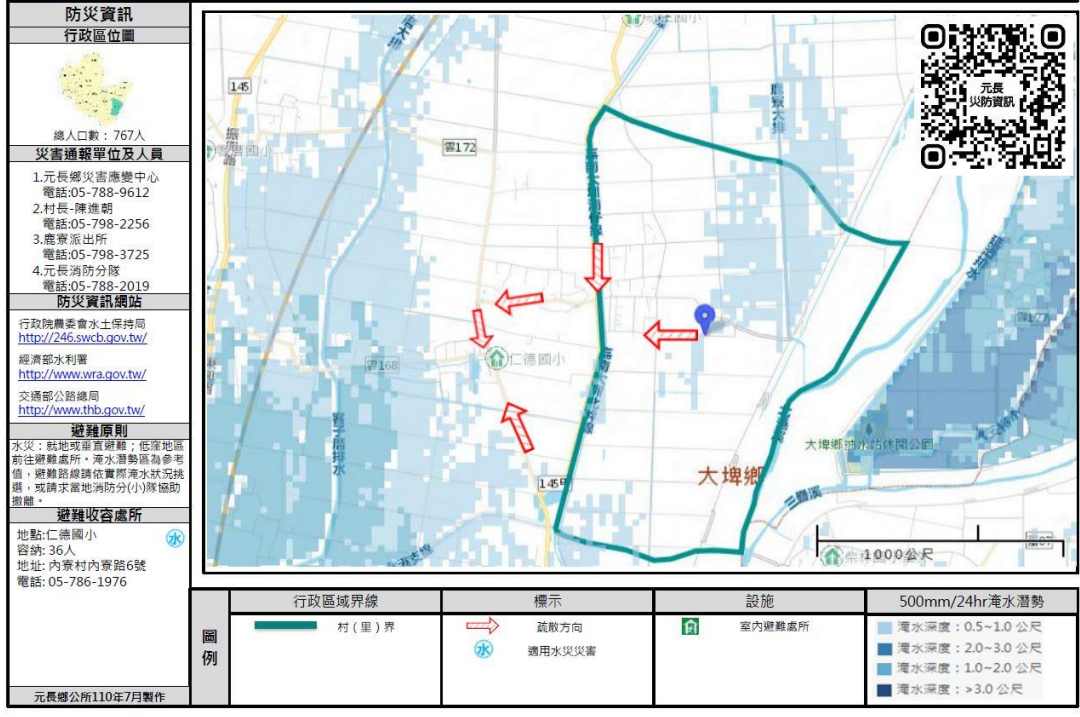 防災資訊
行政區位圖
總人口數：767人
災害通報單位及人員
1.元長鄉災害應變中心
電話:05-788-9612
2.村長-陳進朝
電話:05-798-2256
3.鹿寮派出所
電話:05-798-3725
4.元長消防分隊
電話:05-788-2019
防災資訊網站
行政院農委會水土保持局
http://246.swcb.gov.tw/
經濟部水利署
http://www.wra.gov.tw/
交通部公路總局
http://www.thb.gov.tw/
避難原則
水災：就地或垂直避難；低窪地區
前往避難處所。淹水潛勢區為參考
值，避難路線請依實際淹水狀況挑
選，或請求當地消防分(小)隊協助
撤離。
避難收容處所
地點:仁德國小
容納: 36人
地址: 內寮村內寮路6號
電話: 05-786-1976
水
元長鄉公所110年7月製作
元長
災防資訊
145
雲172
鹿寮大排
雲177
雲168
仁德國小
大埤鄉抽水站休閒公園
大埤鄉
145甲
三疊溪
1000公尺
圖例
行政區域界線
村（里）界
標示
疏散方向
水
適用水災災害
設施
室內避難處所
500mm/24hr淹水潛勢
淹水深度：0.5~1.0 公尺
淹水深度：2.0~3.0 公尺
淹水深度：1.0~2.0 公尺
淹水深度：>3.0 公尺